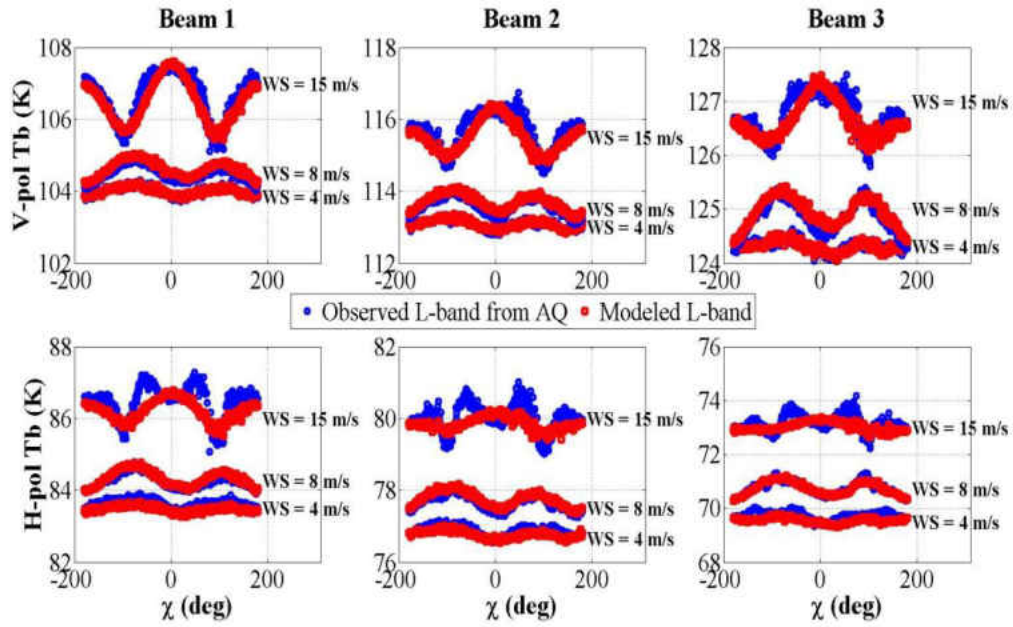 Beam 1
Beam 2
Beam 3
V-pol Tb (K)
108
106
104
102
WS = 15 m/s
WS = 8 m/s
WS = 4 m/s
-200
0
200
118
116
114
112
WS = 15 m/s
WS = 8 m/s
WS = 4 m/s
-200
0
200
128
127
126
125
124
WS = 15 m/s
WS = 8 m/s
WS = 4 m/s
-200
0
200
Observed L-band from AQ
Modeled L-band
H-pol Tb (K)
88
86
84
82
WS = 15 m/s
WS = 8 m/s
WS = 4 m/s
-200
0
200
χ (deg)
82
80
78
76
WS = 15 m/s
WS = 8 m/s
WS = 4 m/s
-200
0
200
χ (deg)
76
74
72
70
68
WS = 15 m/s
WS = 8 m/s
WS = 4 m/s
-200
0
200
χ (deg)